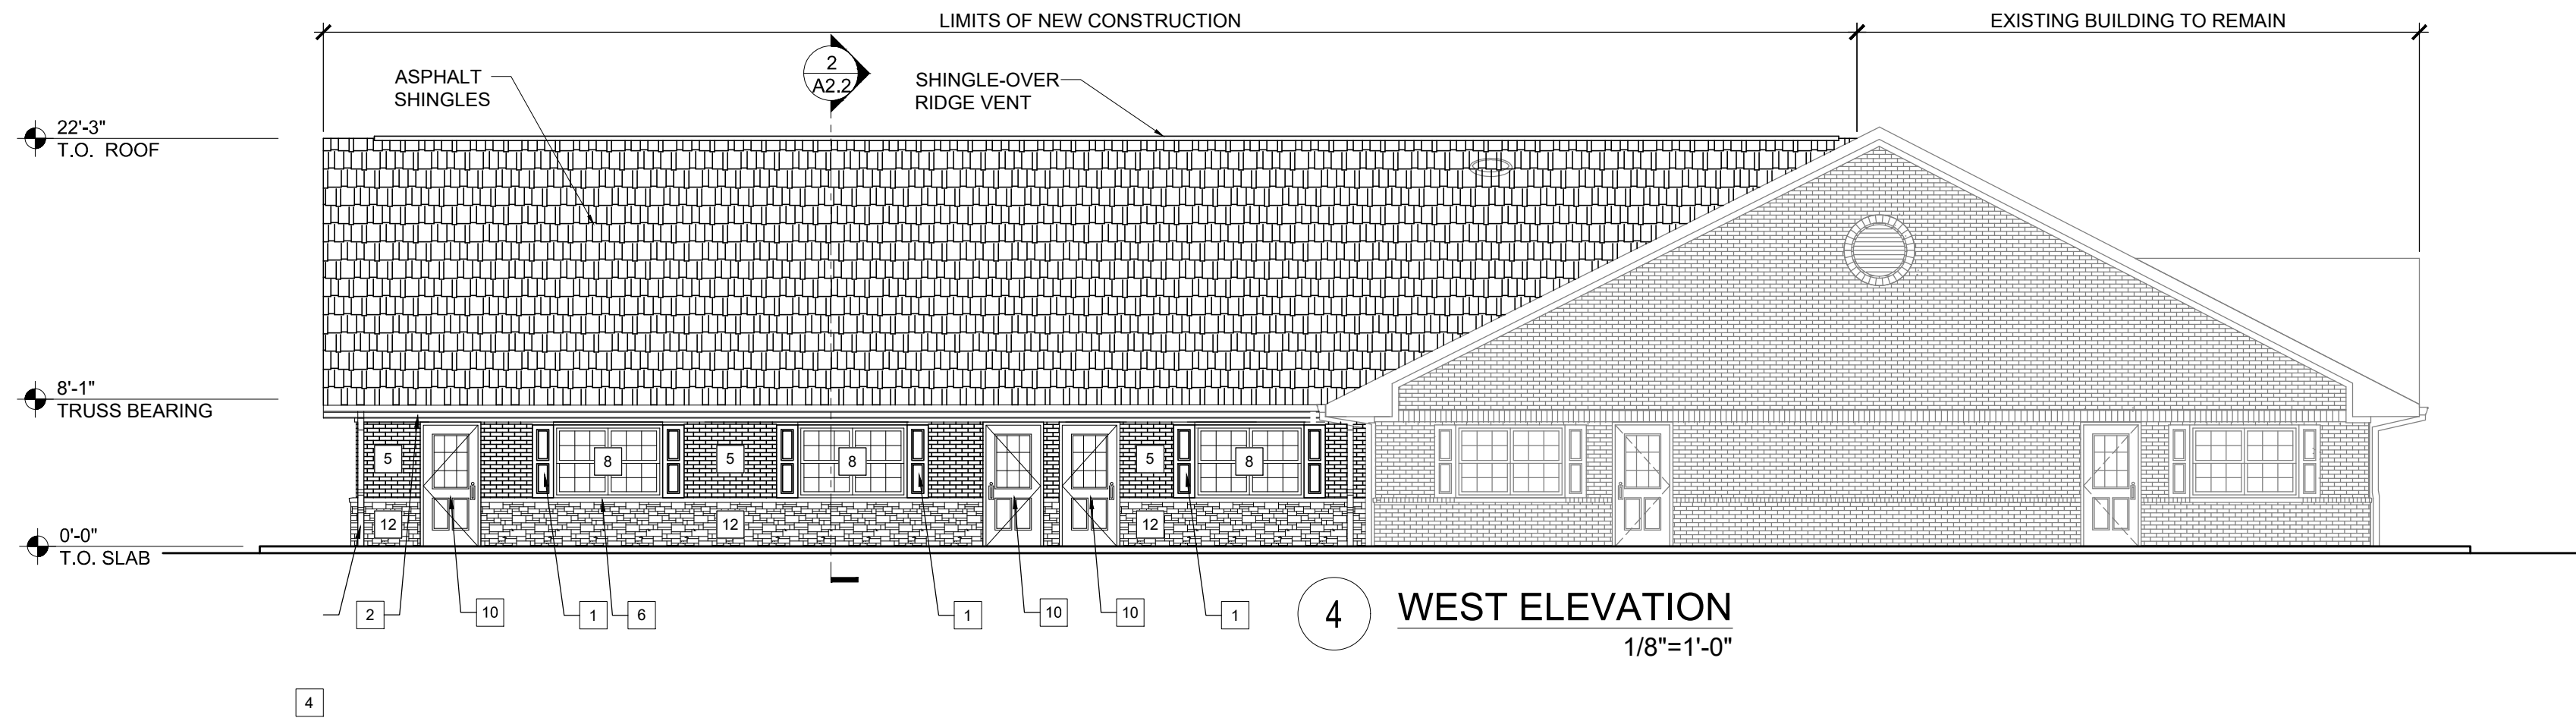 LIMITS OF NEW CONSTRUCTION
EXISTING BUILDING TO REMAIN
ASPHALT
SHINGLES
2
A2.2
SHINGLE-OVER
RIDGE VENT
22'-3"
T.O. ROOF
8'-1"
TRUSS BEARING
5
8
5
8
5
8
12
12
12
0'-0"
T.O. SLAB
2
10
1
6
1
10
10
1
4
WEST ELEVATION
1/8"=1'-0"
4